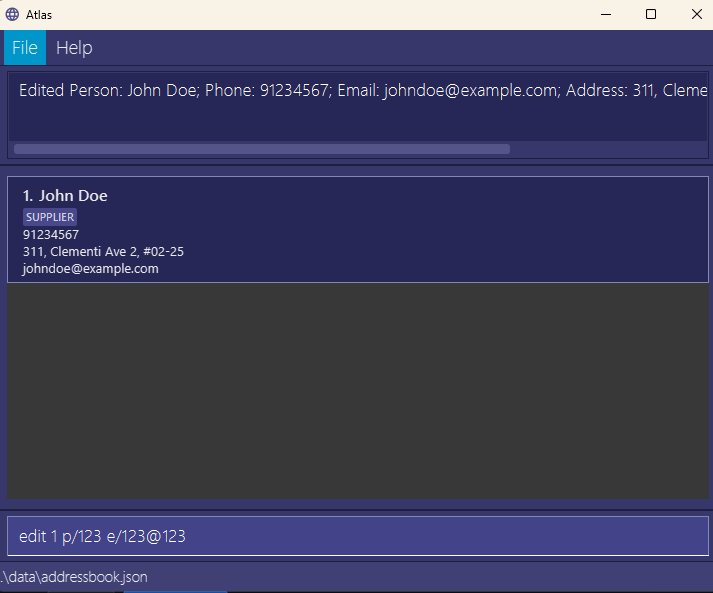 Atlas
File Help
Edited Person: John Doe; Phone: 91234567; Email: johndoe@example.com; Address: 311, Cleme
1. John Doe
SUPPLIER
91234567
311, Clementi Ave 2, #02-25
johndoe@example.com
edit 1 p/123 e/123@123
.\data\addressbook.json